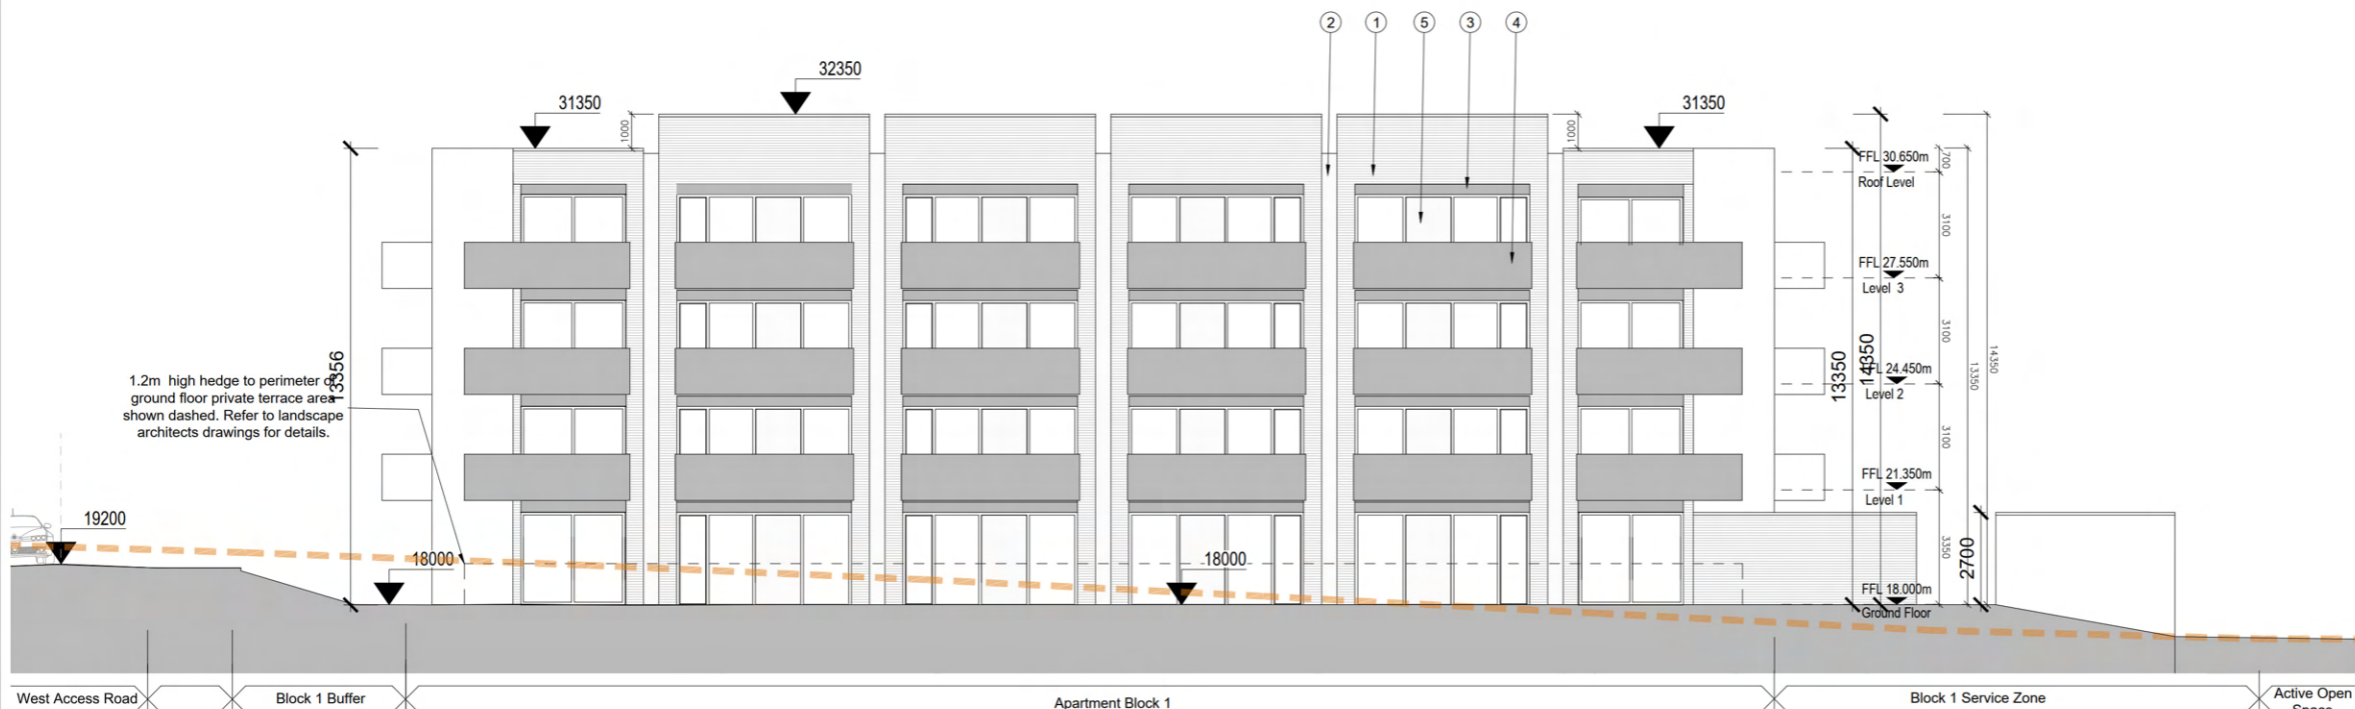 2
1
5
3
4
32350
31350
31350
1000
1000
FFL 30.650m
Roof Level
700
3100
FFL 27.550m
Level 3
3100
13356
13350
14350
FFL 24.450m
Level 2
13350
14350
1.2m high hedge to perimeter of
ground floor private terrace area
shown dashed. Refer to landscape
architects drawings for details.
3100
FFL 21.350m
Level 1
19200
18000
18000
3350
2700
FFL 18.000m
Ground Floor
West Access Road
Block 1 Buffer
Apartment Block 1
Block 1 Service Zone
Active Open
Space